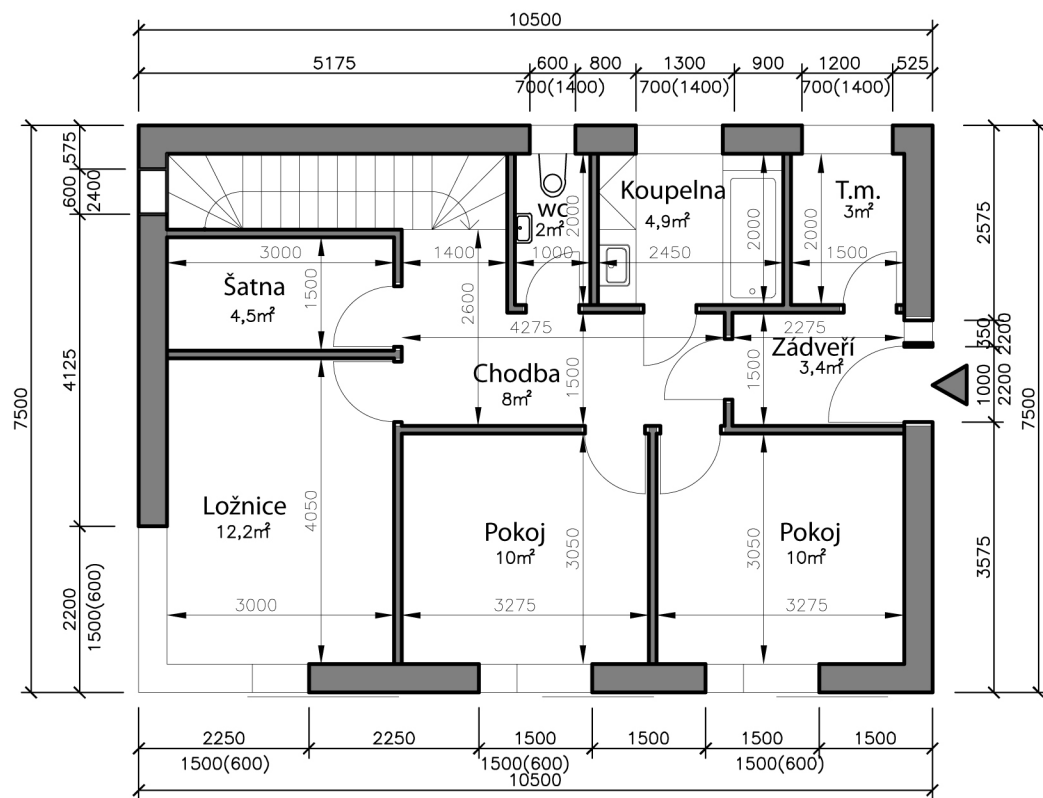 10500
5175 600 800 1300 900 1200 525
700(1400) 700(1400) 700(1400)
7500
575
600
2400
4125
2200
1500(600)
WC
2m²
2000
1000
Koupelna
4,9m²
2000
2450
T.m.
3m²
2000
1500
3000
Šatna
4,5m²
1500
1400
2600
4275
Chodba
8m²
1500
2275
Zádveří
3,4m²
1500
2575
350
2200
1000
2200
3575
7500
Ložnice
12,2m²
4050
3000
Pokoj
10m²
3050
3275
Pokoj
10m²
3050
3275
2250 2250 1500 1500 1500 1500
1500(600) 1500(600) 1500(600)
10500